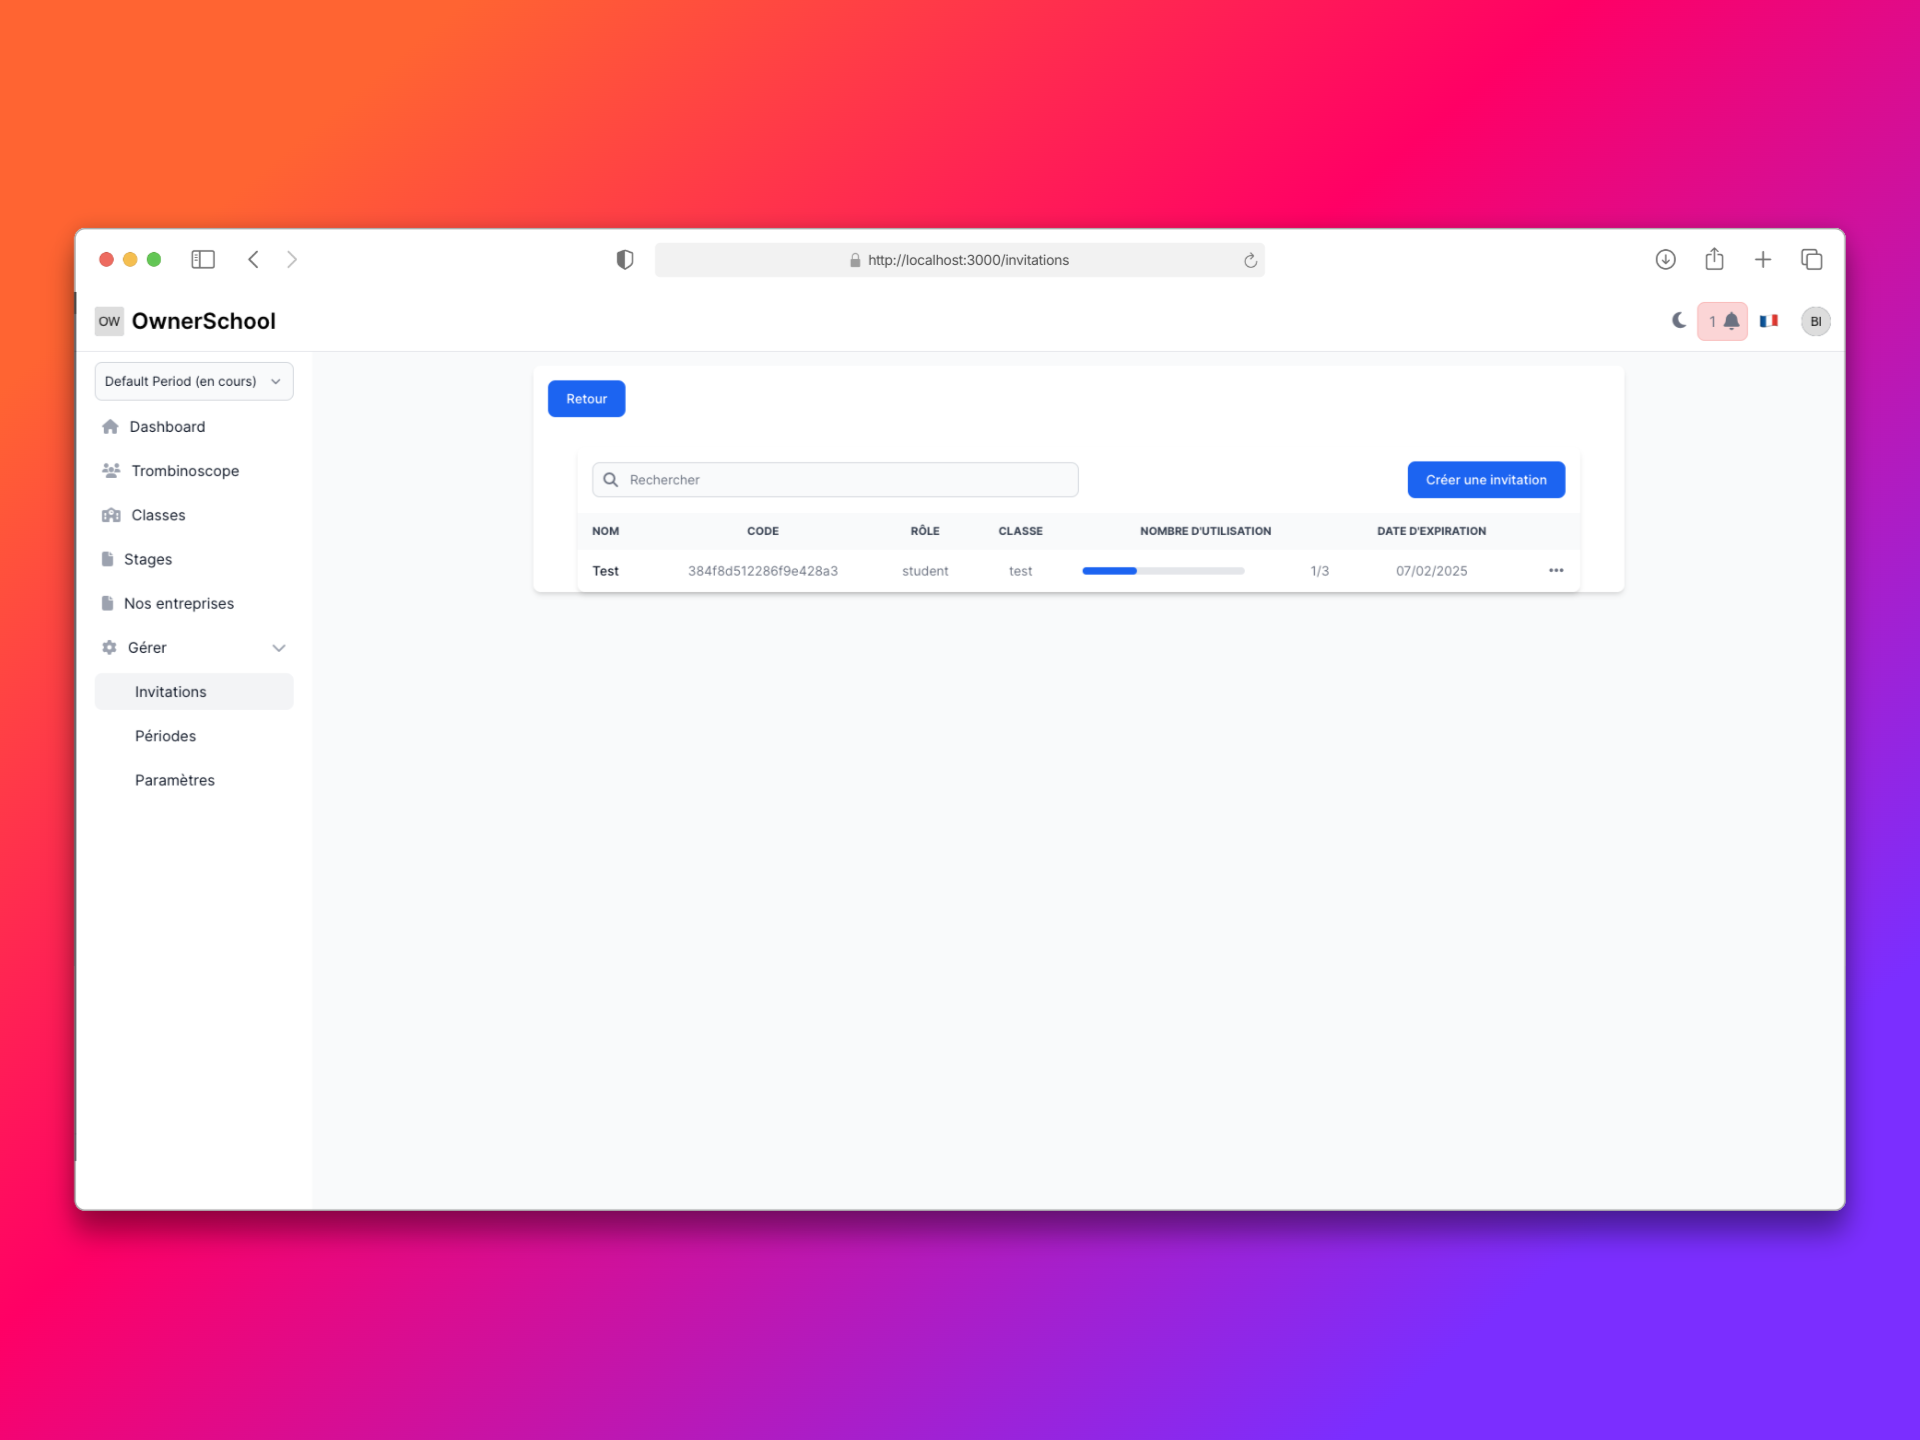 http://localhost:3000/invitations
OW OwnerSchool
1
BI
Default Period (en cours)
Dashboard
Trombinoscope
Classes
Stages
Nos entreprises
Gérer
Invitations
Périodes
Paramètres
Retour
Rechercher
Créer une invitation
NOM CODE RÔLE CLASSE NOMBRE D'UTILISATION DATE D'EXPIRATION
Test 384f8d512286f9e428a3 student test 1/3 07/02/2025